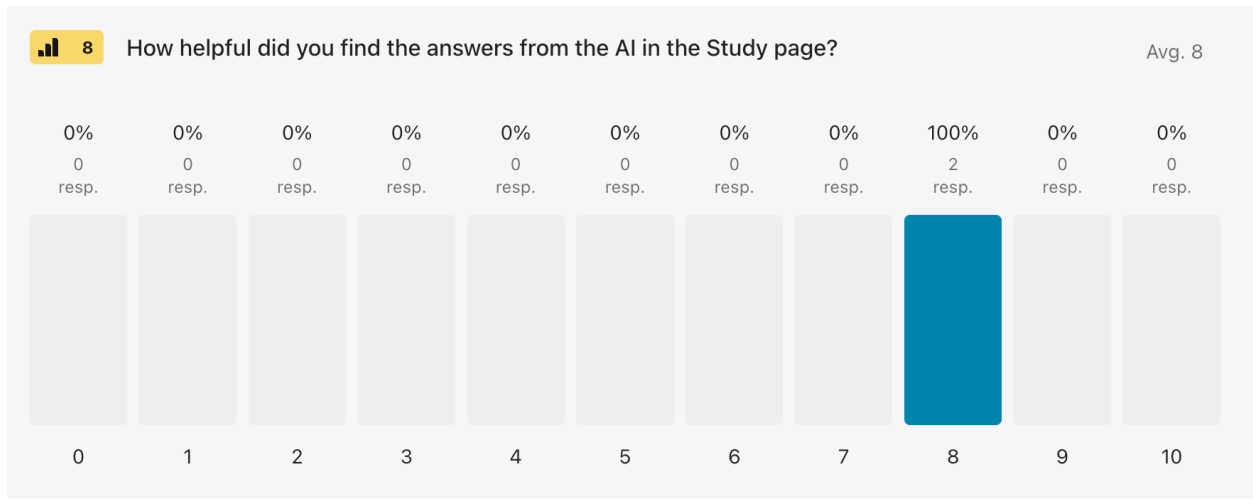 8 How helpful did you find the answers from the AI in the Study page? Avg. 8
0% 0% 0% 0% 0% 0% 0% 0% 100% 0% 0%
0 0 0 0 0 0 0 0 2 0 0
resp. resp. resp. resp. resp. resp. resp. resp. resp. resp. resp.
0 1 2 3 4 5 6 7 8 9 10